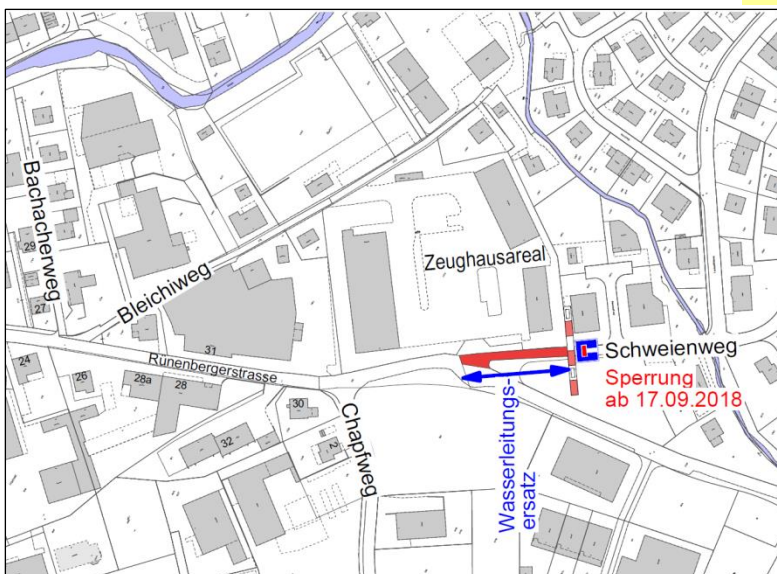 Bachacherweg
29
27
24
26
28a
28
Bleichiweg
31
Runenbergerstrasse
30
2
32
Chapfweg
Zeughausareal
Schweienweg
Sperrung
ab 17.09.2018
Wasserleitungs-
ersatz